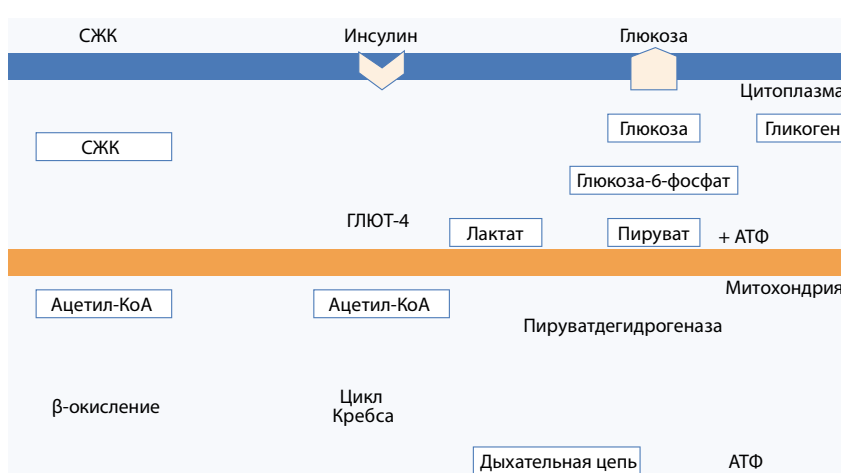 СЖК
Инсулин
Глюкоза
Цитоплазма
Глюкоза
Гликоген
СЖК
Глюкоза-6-фосфат
ГЛЮТ-4
Лактат
Пируват
+ АТФ
Митохондрия
Ацетил-КоА
Ацетил-КоА
Пируватдегидрогеназа
β-окисление
Цикл
Кребса
Дыхательная цепь
АТФ